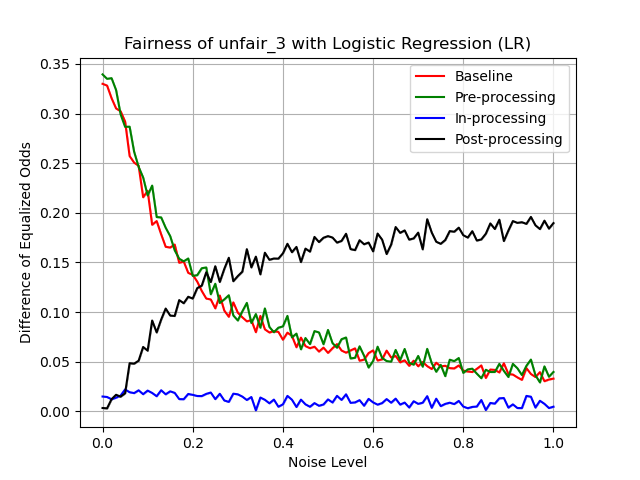 Fairness of unfair_3 with Logistic Regression (LR)
Difference of Equalized Odds
0.35
0.30
0.25
0.20
0.15
0.10
0.05
0.00
Baseline
Pre-processing
In-processing
Post-processing
0.0 0.2 0.4 0.6 0.8 1.0
Noise Level